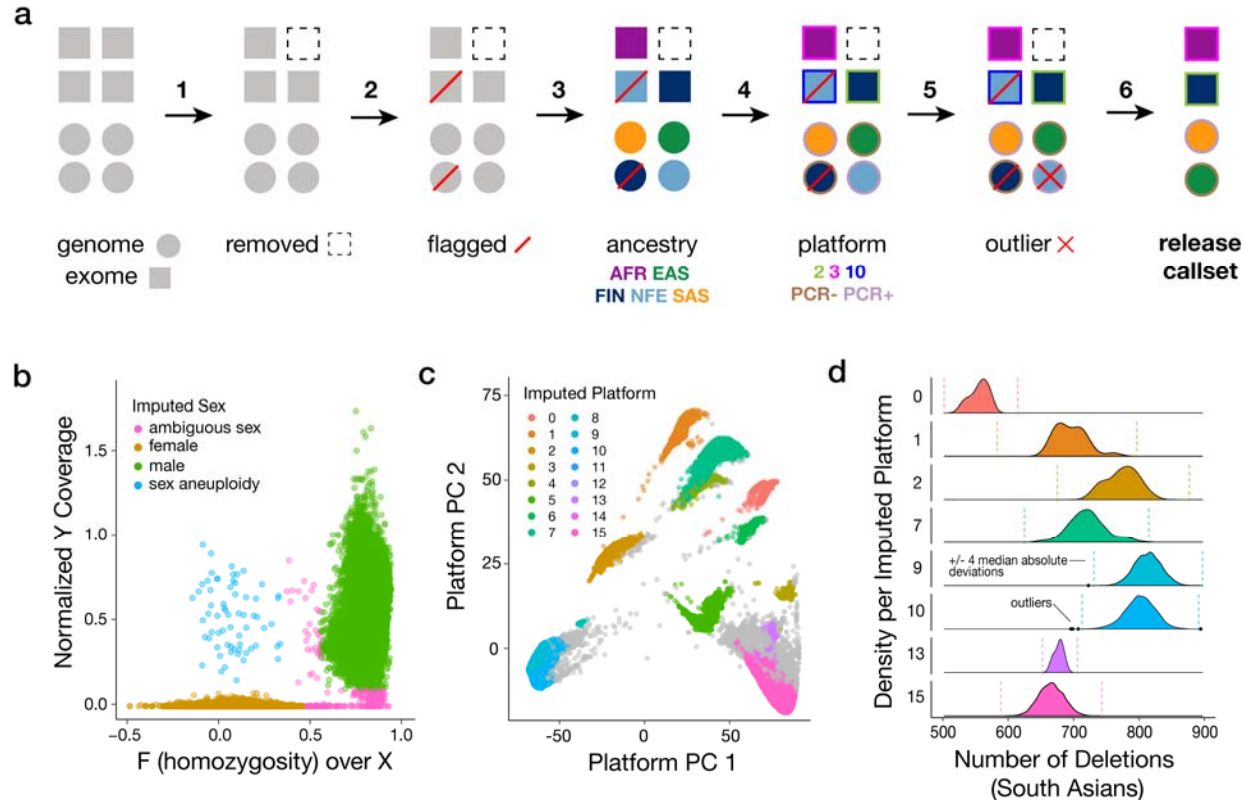 a
1 2 3 4 5 6
genome
exome
removed
flagged
ancestry
AFR EAS
FIN NFE SAS
platform
2 3 10
PCR- PCR+
outlier
release
callset
b
Normalized Y Coverage
1.5
1.0
0.5
0.0
Imputed Sex
ambiguous sex
female
male
sex aneuploidy
−0.5 0.0 0.5 1.0
F (homozygosity) over X
c
Platform PC 2
75
50
25
0
Imputed Platform
0 8
1 9
2 10
3 11
4 12
5 13
6 14
7 15
−50 0 50
Platform PC 1
d
Density per Imputed Platform
0
1
2
7
9
+/- 4 median absolute
deviations
10
outliers
13
15
500 600 700 800 900
Number of Deletions
(South Asians)